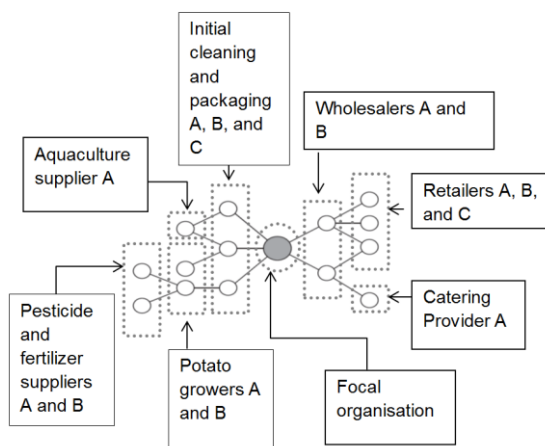 Initial
cleaning
and
packaging
A, B, and
C
Wholesalers A and
B
Aquaculture
supplier A
Retailers A, B,
and C
Pesticide
and
fertilizer
suppliers
A and B
Potato
growers A
and B
Focal
organisation
Catering
Provider A